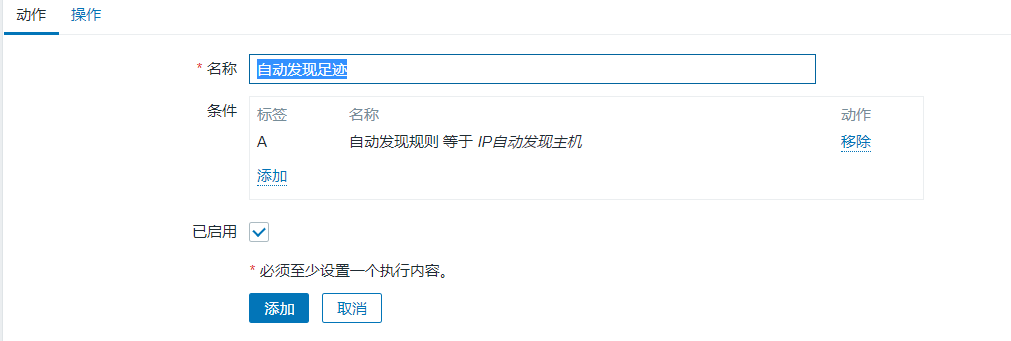 动作 操作
* 名称 自动发现足迹
条件 标签 名称 动作
A 自动发现规则 等于 IP自动发现主机 移除
添加
已启用
* 必须至少设置一个执行内容。
添加 取消